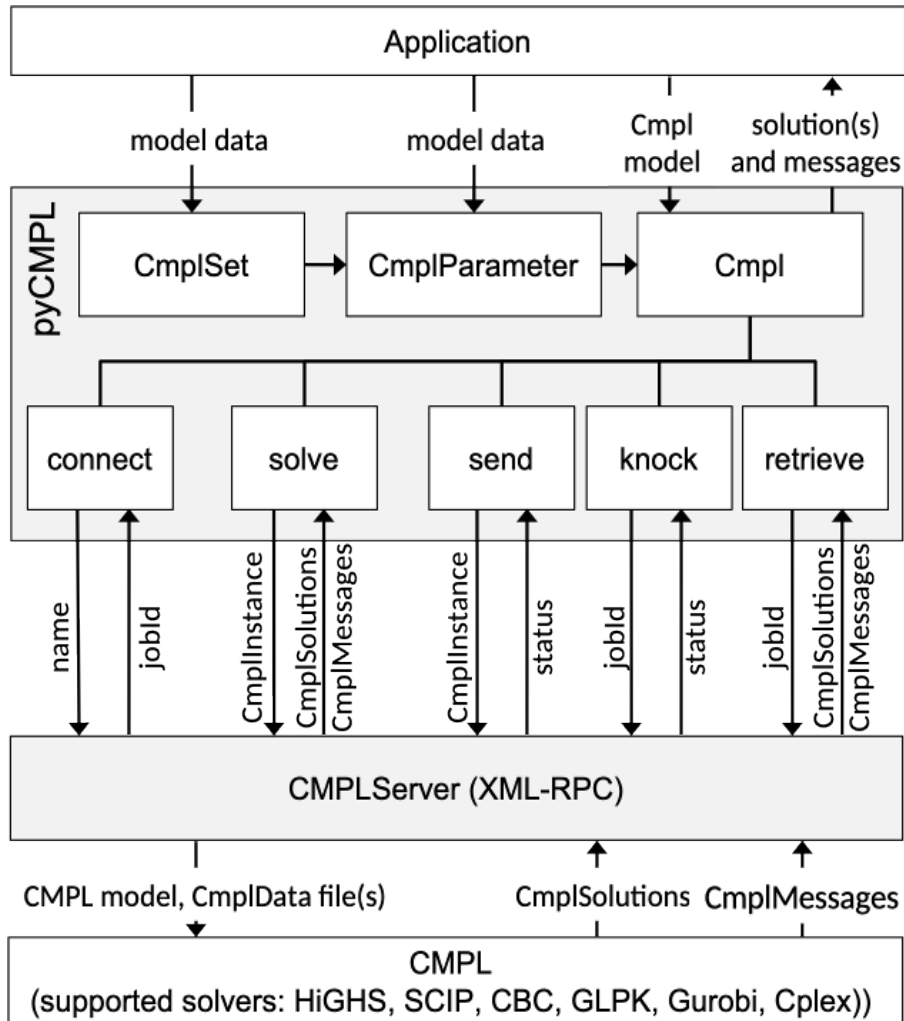 Application
model data
model data
Cmpl
model
solution(s)
and messages
pyCMPL
CmplSet
CmplParameter
Cmpl
connect
solve
send
knock
retrieve
name
jobId
CmplInstance
CmplSolutions
CmplMessages
CmplInstance
status
jobId
status
jobId
CmplSolutions
CmplMessages
CMPLServer (XML-RPC)
CMPL model, CmplData file(s)
CmplSolutions
CmplMessages
CMPL
(supported solvers: HiGHS, SCIP, CBC, GLPK, Gurobi, Cplex))